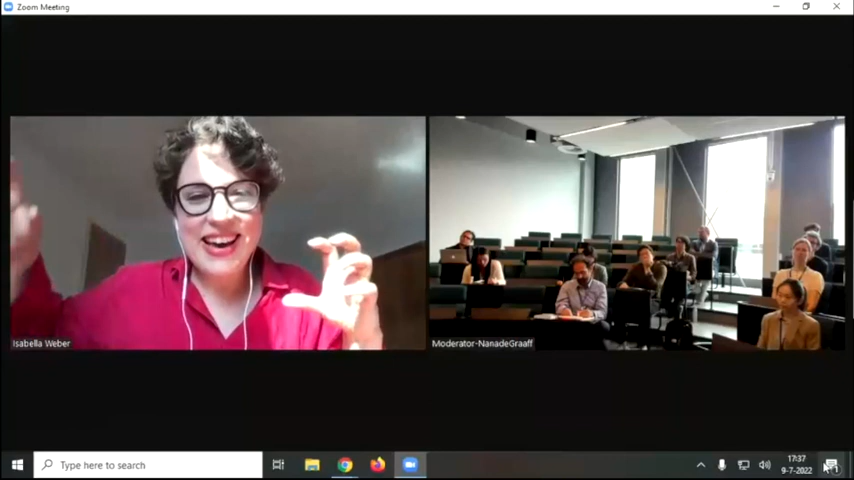 Zoom Meeting
Isabella Weber
Moderator-NanadeGraaff
Type here to search
17:37
9-7-2022